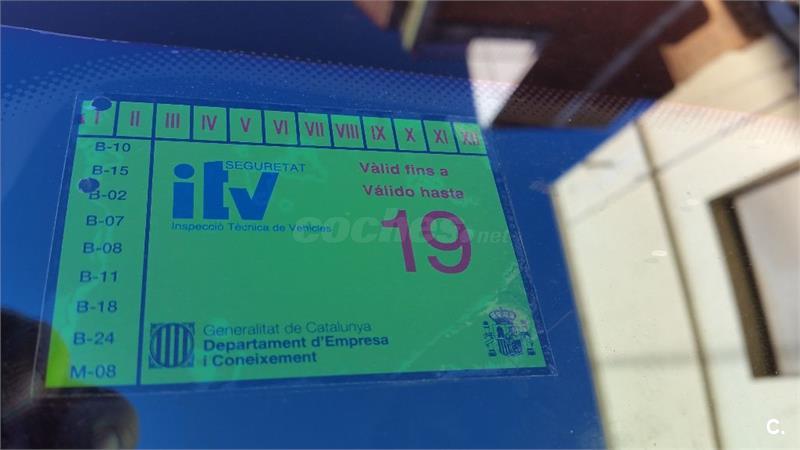 I II III IV V VI VII VIII IX X XI XII
B-10
B-15
B-02
B-07
B-08
B-11
B-18
B-24
M-08
SEGURETAT
itv
Inspecció Tècnica de Vehicles
Vàlid fins a
Válido hasta
19
coches.net
Generalitat de Catalunya
Departament d'Empresa
i Coneixement
C.